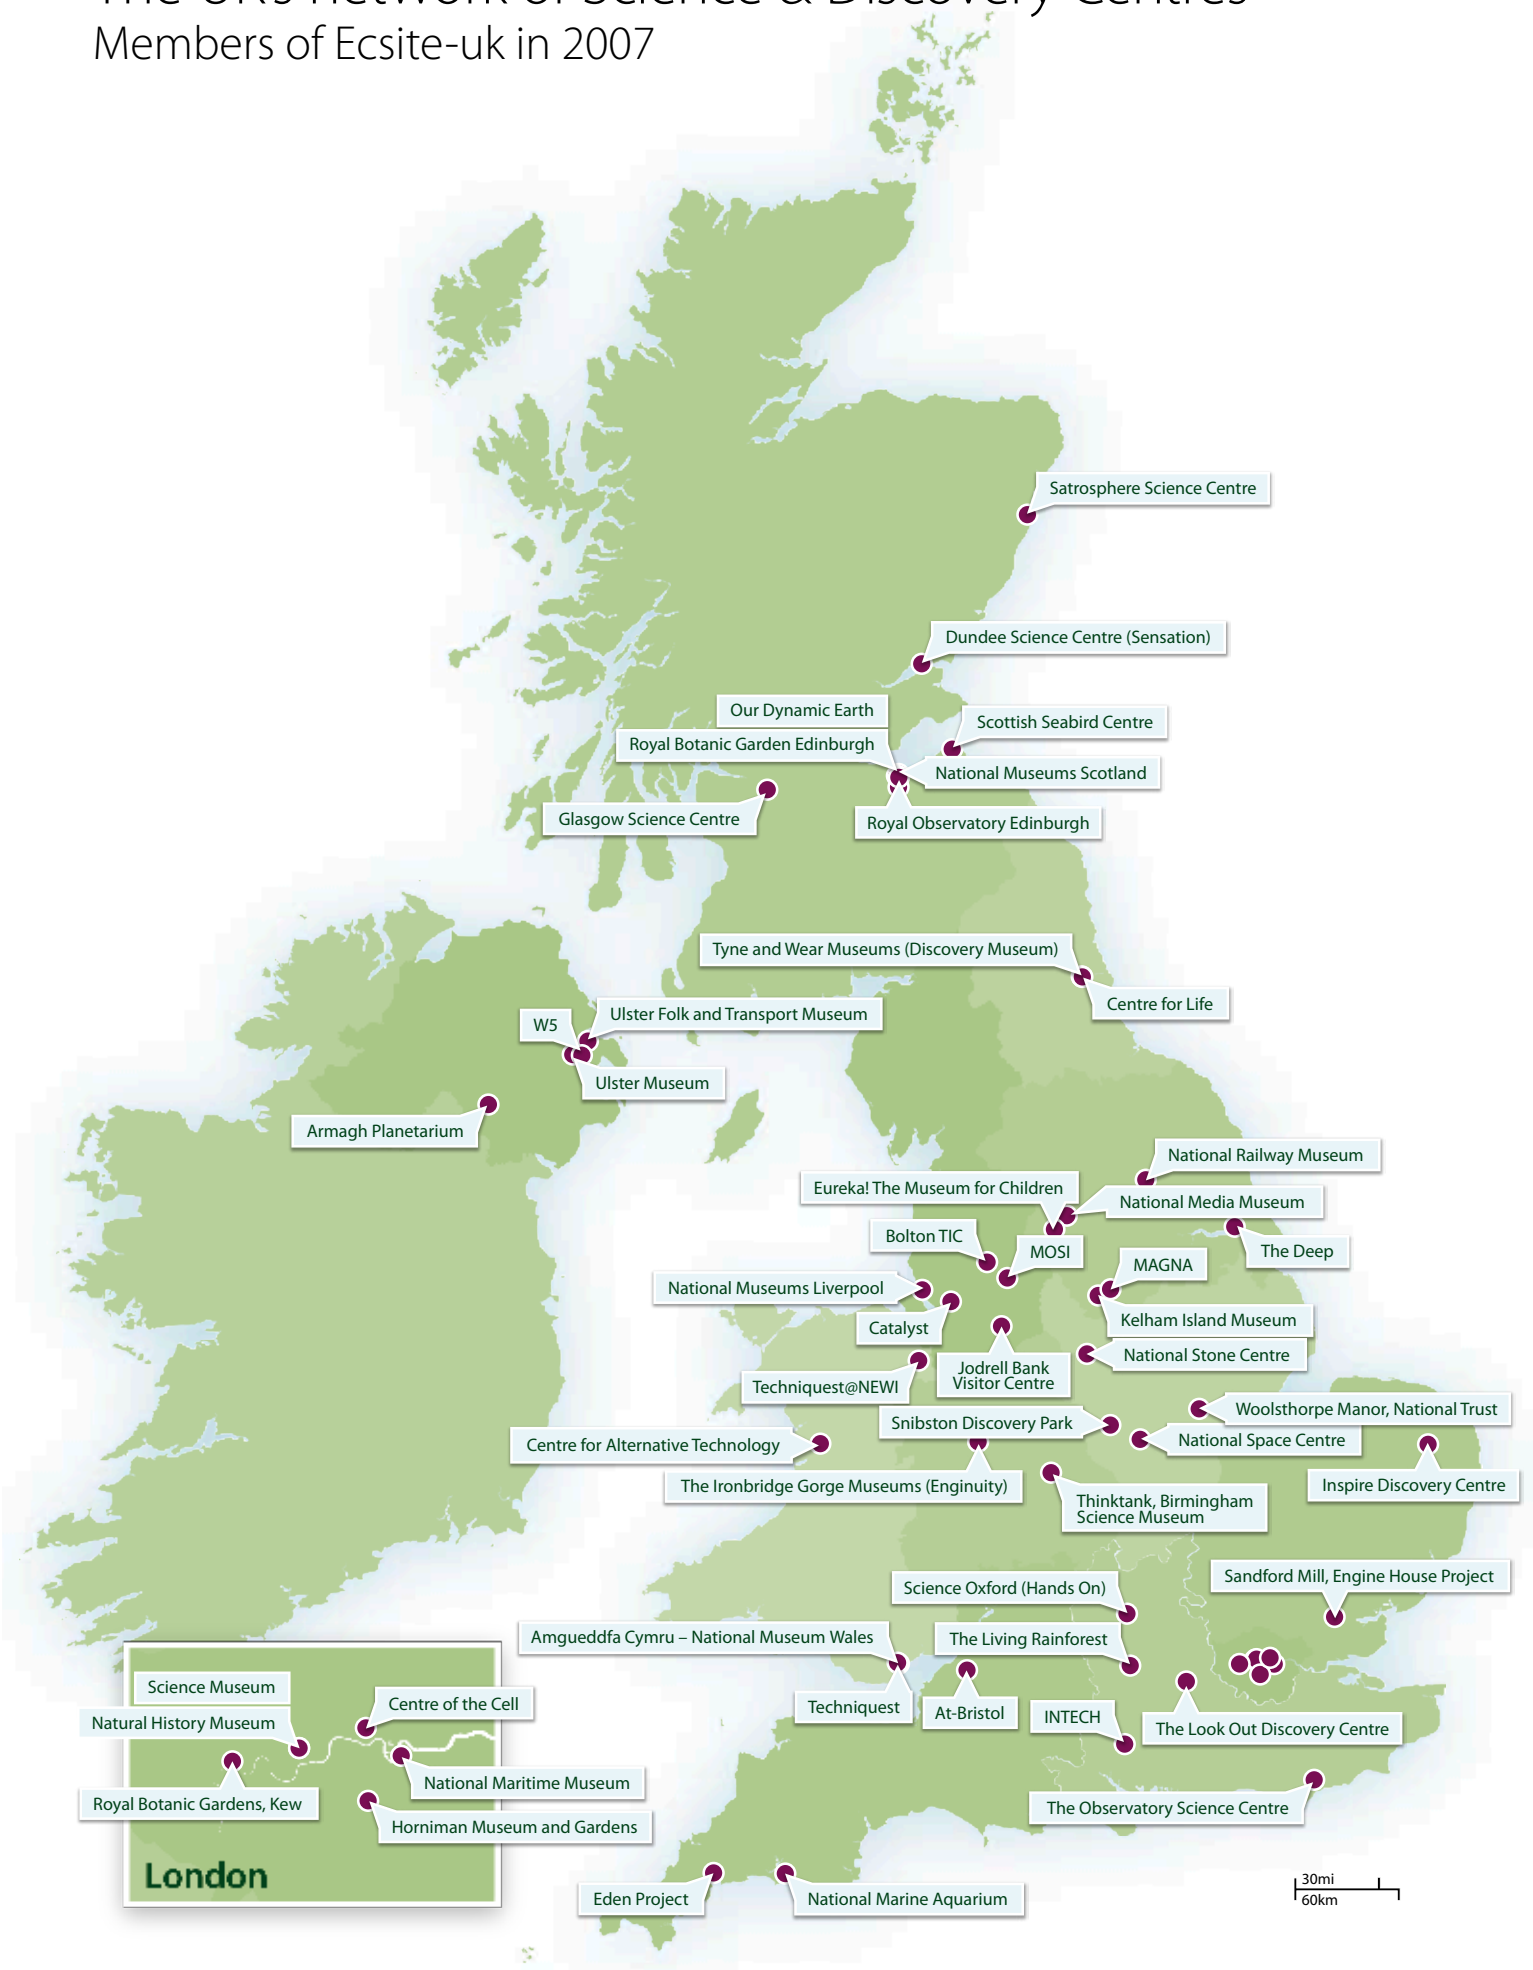 The UK's network of Science & Discovery Centres
Members of Ecsite-uk in 2007
Satrosphere Science Centre
Dundee Science Centre (Sensation)
Our Dynamic Earth
Scottish Seabird Centre
Royal Botanic Garden Edinburgh
National Museums Scotland
Glasgow Science Centre
Royal Observatory Edinburgh
Tyne and Wear Museums (Discovery Museum)
Centre for Life
W5
Ulster Folk and Transport Museum
Ulster Museum
Armagh Planetarium
National Railway Museum
Eureka! The Museum for Children
National Media Museum
Bolton TIC
MOSI
The Deep
MAGNA
National Museums Liverpool
Catalyst
Kelham Island Museum
National Stone Centre
Jodrell Bank
Visitor Centre
Techniquest@NEWI
Woolsthorpe Manor, National Trust
Snibston Discovery Park
National Space Centre
Centre for Alternative Technology
The Ironbridge Gorge Museums (Enginuity)
Inspire Discovery Centre
Thinktank, Birmingham
Science Museum
Sandford Mill, Engine House Project
Science Oxford (Hands On)
Amgueddfa Cymru – National Museum Wales
The Living Rainforest
Techniquest
At-Bristol
INTECH
The Look Out Discovery Centre
The Observatory Science Centre
Science Museum
Centre of the Cell
Natural History Museum
National Maritime Museum
Royal Botanic Gardens, Kew
Horniman Museum and Gardens
London
Eden Project
National Marine Aquarium
30mi
60km